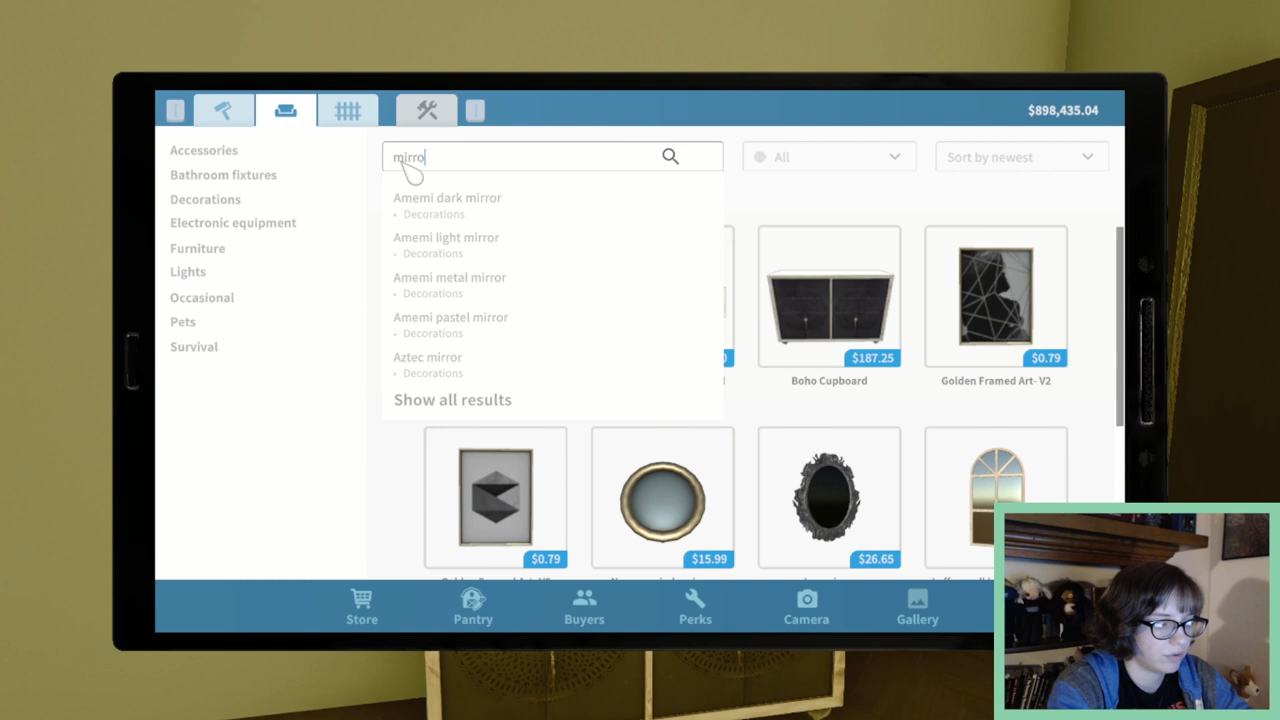 $898,435.04
Accessories
Bathroom fixtures
Decorations
Electronic equipment
Furniture
Lights
Occasional
Pets
Survival
mirro
All
Sort by newest
Amemi dark mirror
• Decorations
Amemi light mirror
• Decorations
Amemi metal mirror
• Decorations
Amemi pastel mirror
• Decorations
Aztec mirror
• Decorations
Show all results
$187.25
$0.79
Boho Cupboard
Golden Framed Art- V2
$0.79
$15.99
$26.65
Store
Pantry
Buyers
Perks
Camera
Gallery